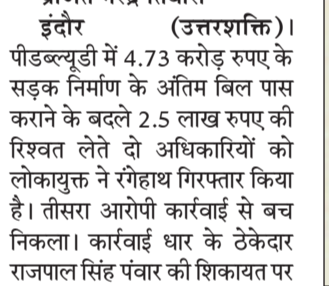 इंदौर (उत्तरशक्ति)।
पीडब्ल्यूडी में 4.73 करोड़ रुपए के
सड़क निर्माण के अंतिम बिल पास
कराने के बदले 2.5 लाख रुपए की
रिश्वत लेते दो अधिकारियों को
लोकायुक्त ने रंगेहाथ गिरफ्तार किया
है। तीसरा आरोपी कार्रवाई से बच
निकला। कार्रवाई धार के ठेकेदार
राजपाल सिंह पंवार की शिकायत पर